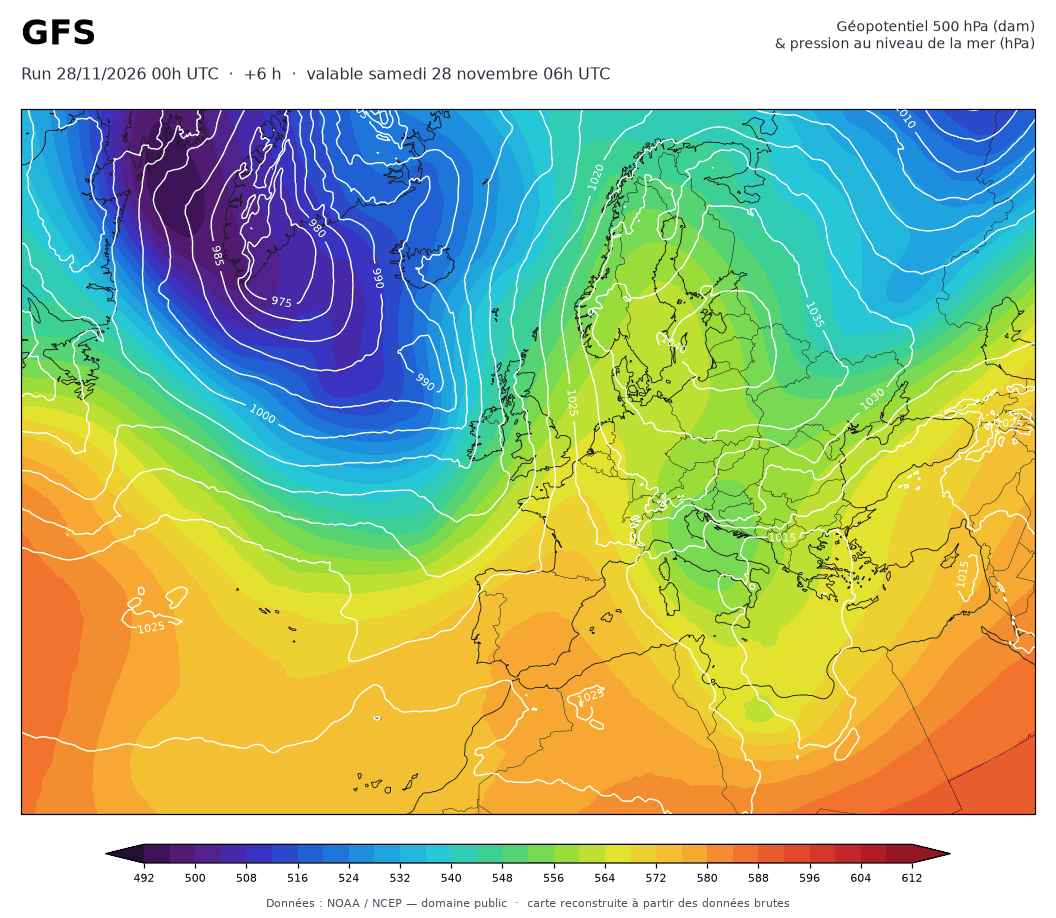 GFS
Géopotentiel 500 hPa (dam)
& pression au niveau de la mer (hPa)
Run 28/11/2026 00h UTC · +6 h · valable samedi 28 novembre 06h UTC
1010
1020
980
985
990
975
1035
990
1025
1030
1000
1025
1015
1015
1025
1025
492 500 508 516 524 532 540 548 556 564 572 580 588 596 604 612
Données : NOAA / NCEP — domaine public · carte reconstruite à partir des données brutes